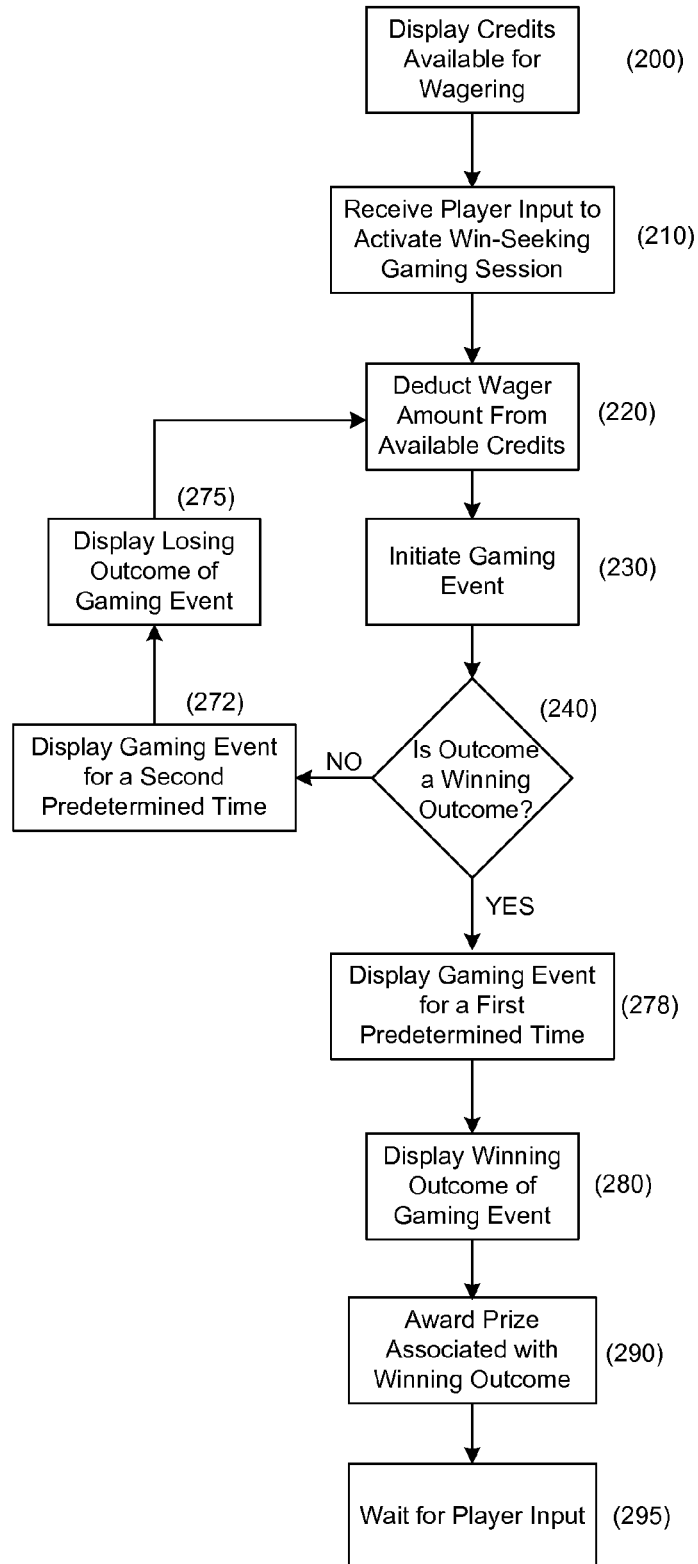 Display Credits
Available for
Wagering
(200)
Receive Player Input to
Activate Win-Seeking
Gaming Session
(210)
Deduct Wager
Amount From
Available Credits
(220)
(275)
Display Losing
Outcome of
Gaming Event
Initiate Gaming
Event
(230)
(272)
Display Gaming Event
for a Second
Predetermined Time
NO
(240)
Is Outcome
a Winning
Outcome?
YES
Display Gaming Event
for a First
Predetermined Time
(278)
Display Winning
Outcome of
Gaming Event
(280)
Award Prize
Associated with
Winning Outcome
(290)
Wait for Player Input
(295)